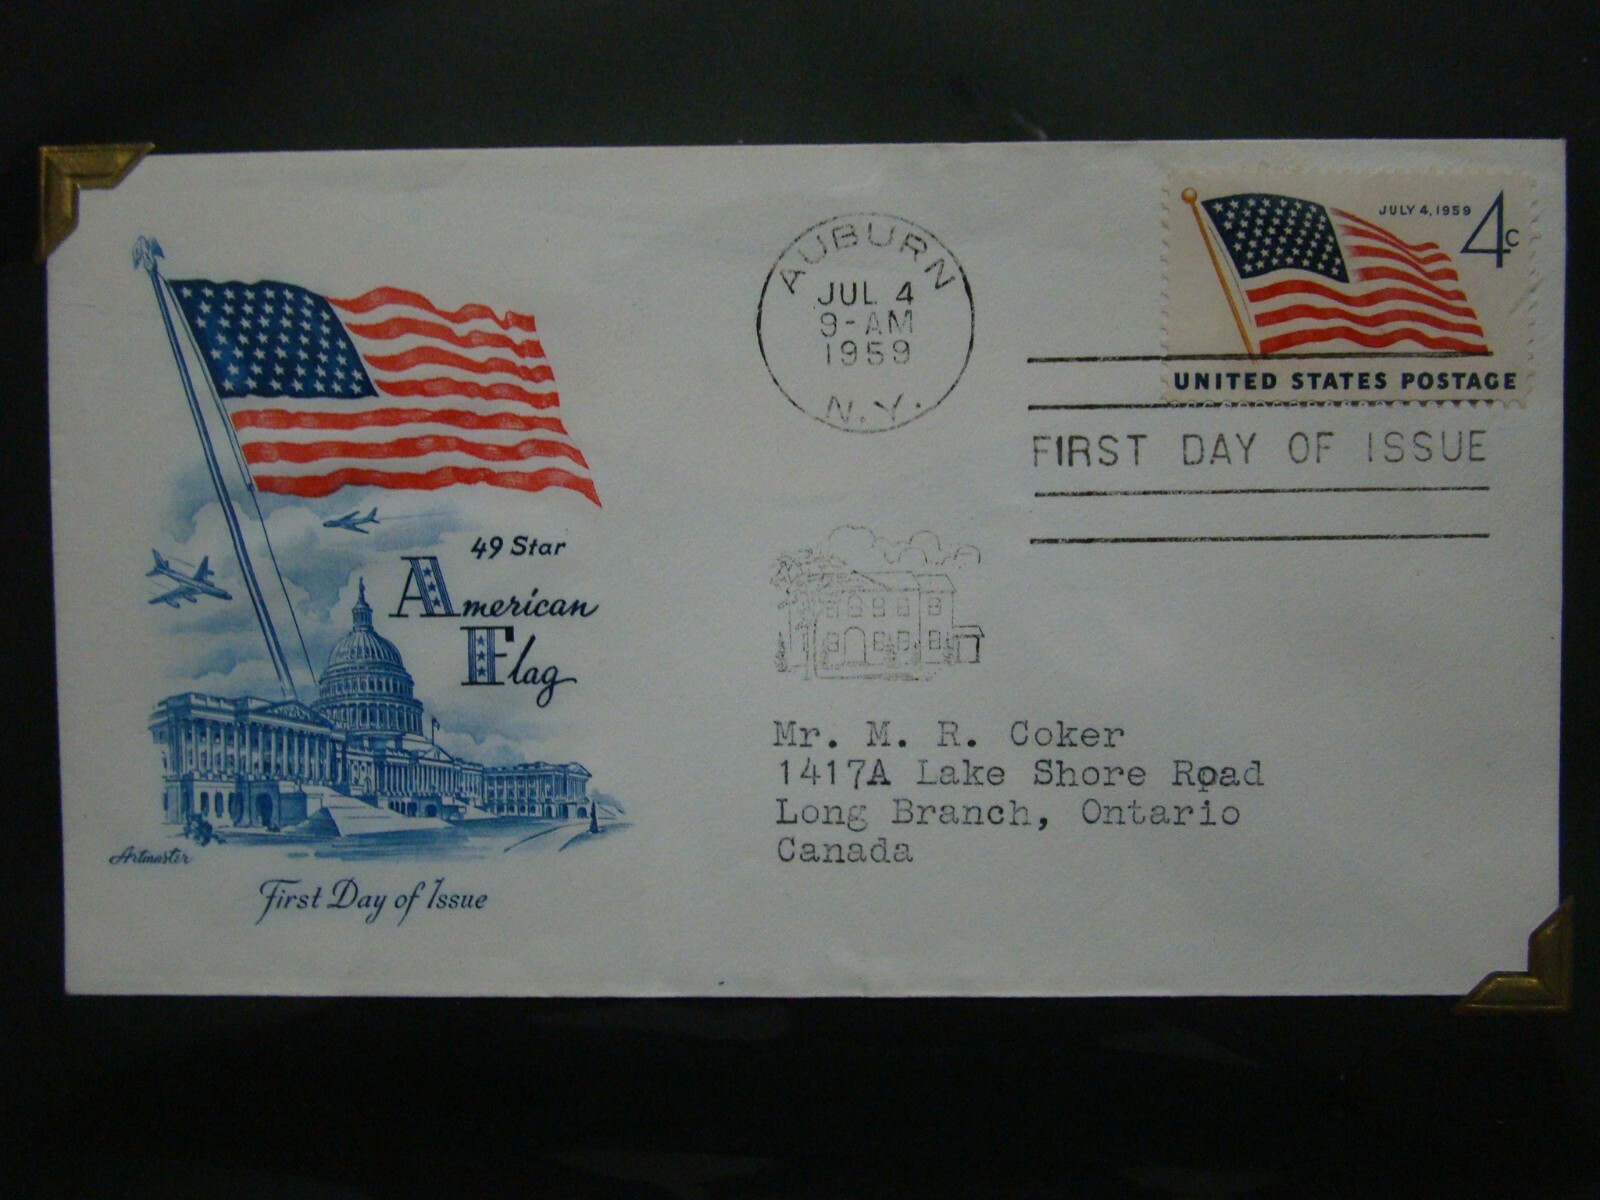 JULY 4, 1959 4c
UNITED STATES POSTAGE
AUBURN
JUL 4
9-AM
1959
N.Y.
FIRST DAY OF ISSUE
49 Star
American
Flag
Artmaster
First Day of Issue
Mr. M. R. Coker
1417A Lake Shore Road
Long Branch, Ontario
Canada